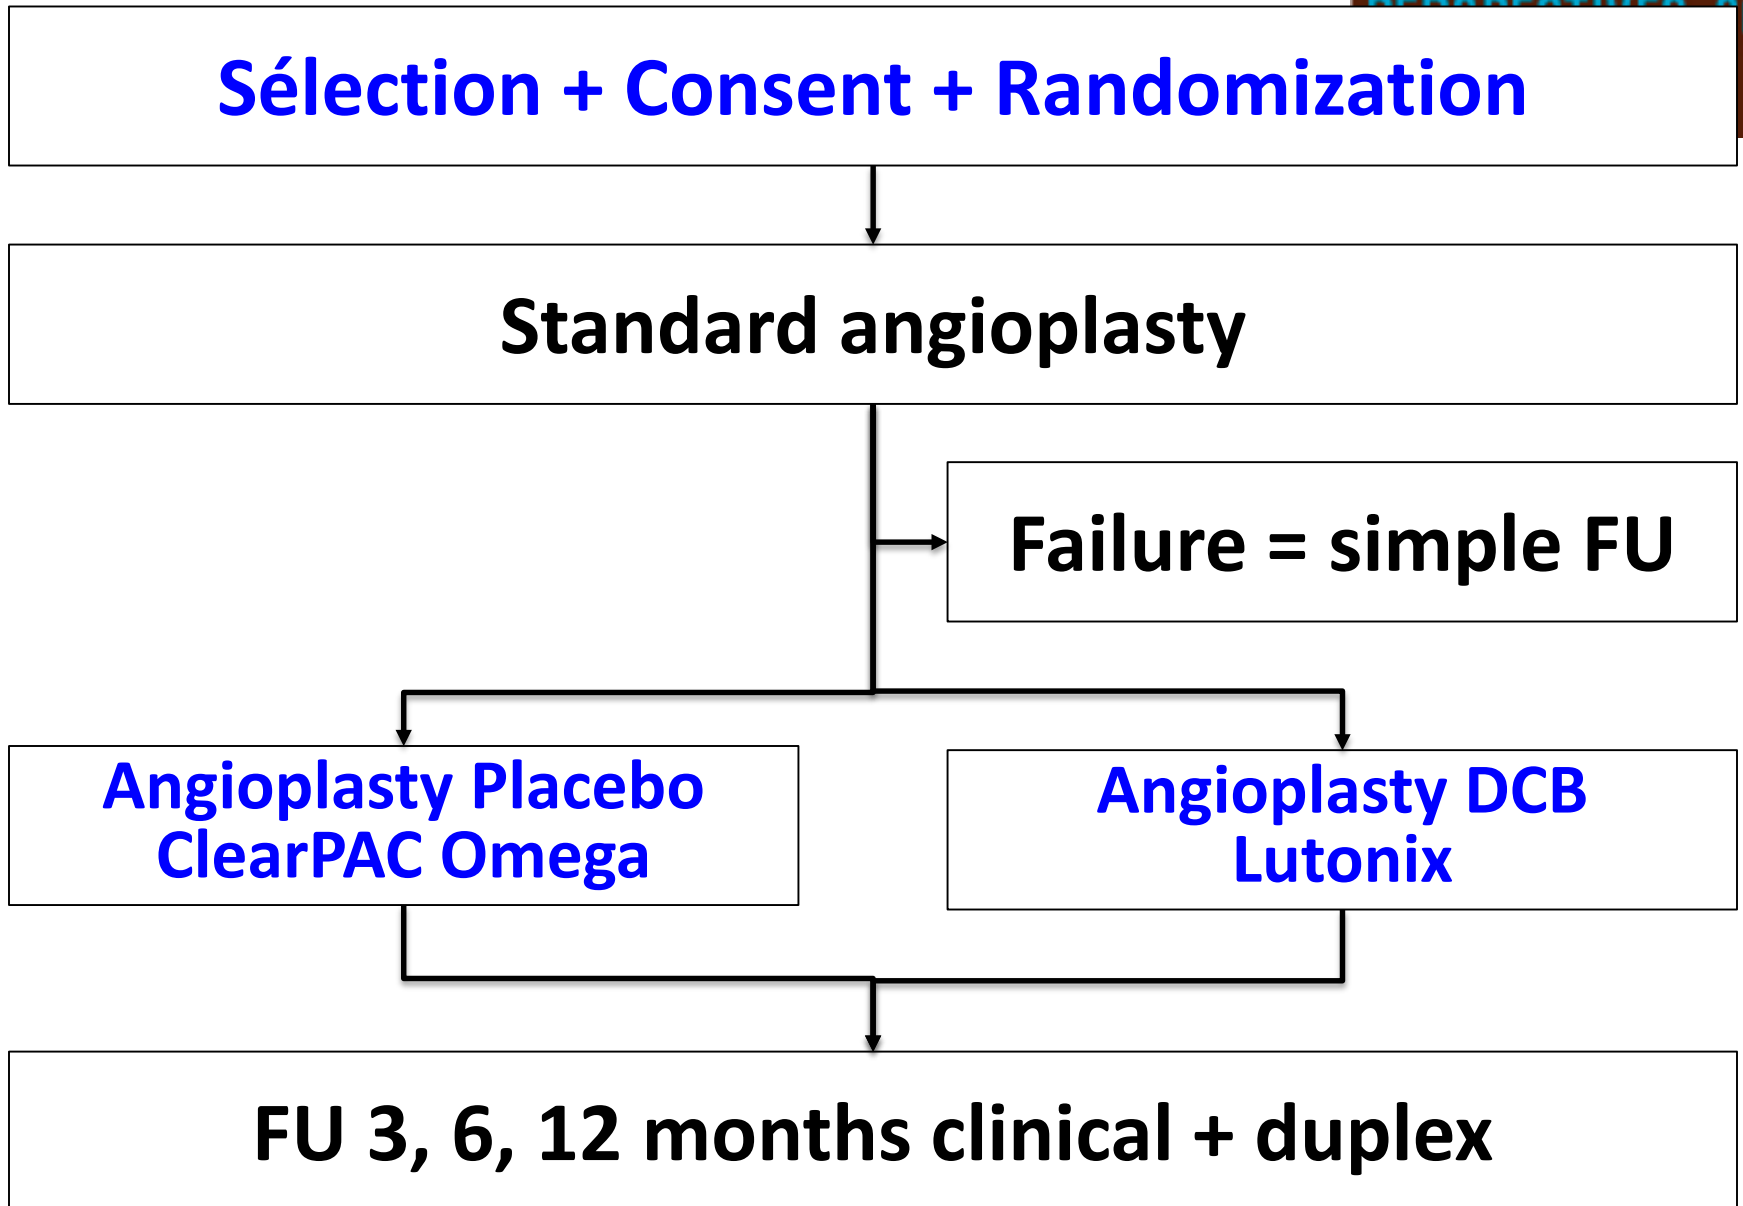 Sélection + Consent + Randomization
Standard angioplasty
Failure = simple FU
Angioplasty Placebo
ClearPAC Omega
Angioplasty DCB
Lutonix
FU 3, 6, 12 months clinical + duplex